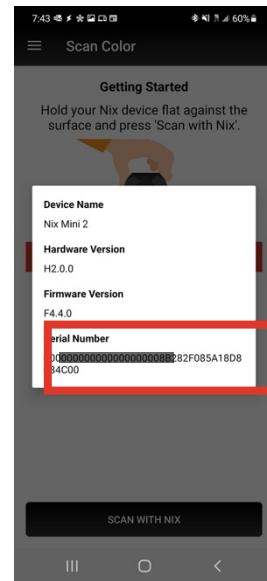 7:43
60%
Scan Color
Getting Started
Hold your Nix device flat against the
surface and press 'Scan with Nix'.
Device Name
Nix Mini 2
Hardware Version
H2.0.0
Firmware Version
F4.4.0
erial Number
84C00
SCAN WITH NIX